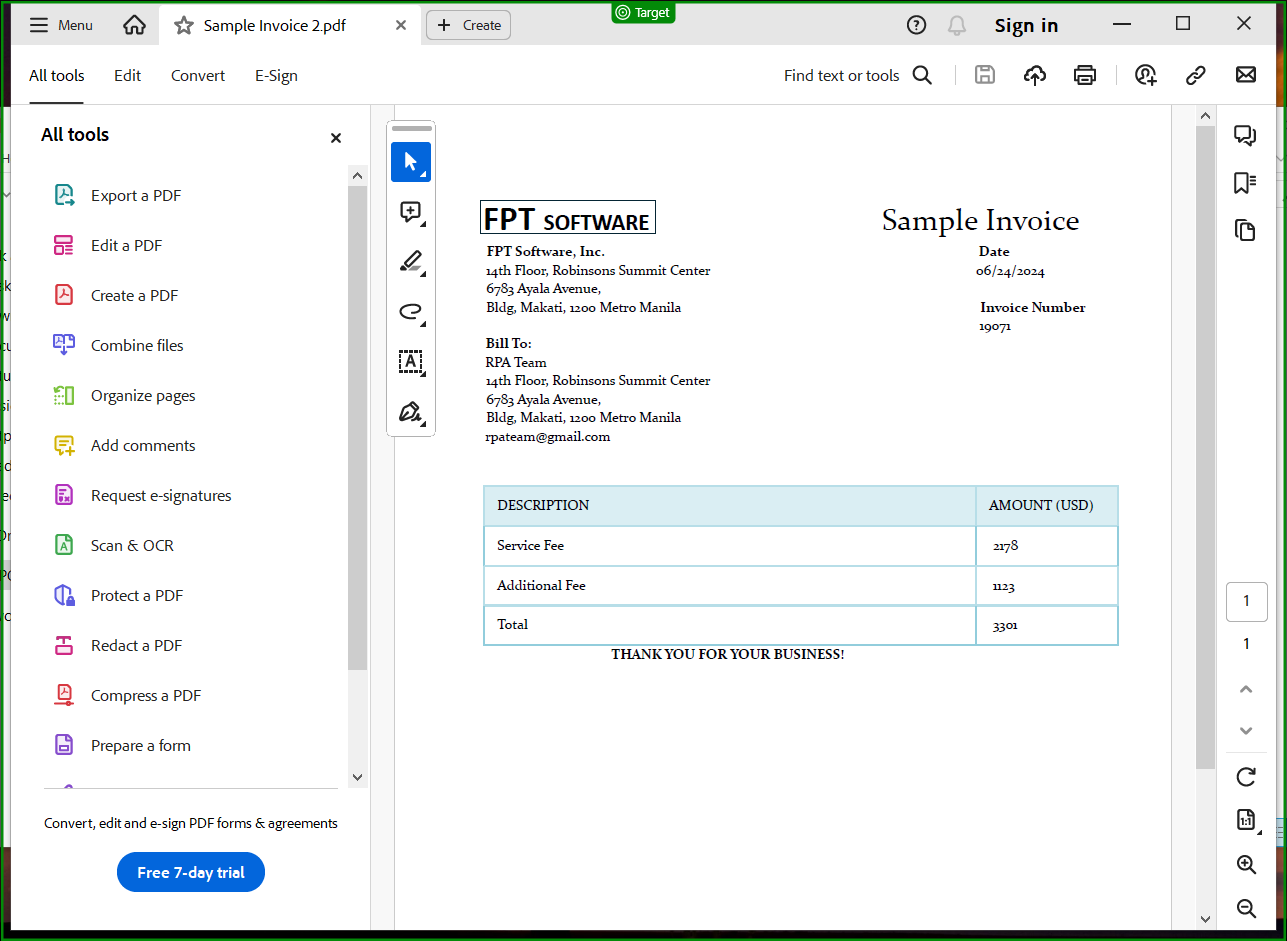 Target
Menu
Sample Invoice 2.pdf
Create
Sign in
All tools
Edit
Convert
E-Sign
Find text or tools
All tools
Export a PDF
Edit a PDF
Create a PDF
Combine files
Organize pages
Add comments
Request e-signatures
Scan & OCR
Protect a PDF
Redact a PDF
Compress a PDF
Prepare a form
Convert, edit and e-sign PDF forms & agreements
Free 7-day trial
FPT SOFTWARE
Sample Invoice
FPT Software, Inc.
14th Floor, Robinsons Summit Center
6783 Ayala Avenue,
Bldg, Makati, 1200 Metro Manila
Date
06/24/2024
Invoice Number
19071
Bill To:
RPA Team
14th Floor, Robinsons Summit Center
6783 Ayala Avenue,
Bldg, Makati, 1200 Metro Manila
rpateam@gmail.com
DESCRIPTION AMOUNT (USD)
Service Fee 2178
Additional Fee 1123
Total 3301
THANK YOU FOR YOUR BUSINESS!
1
1
1:1